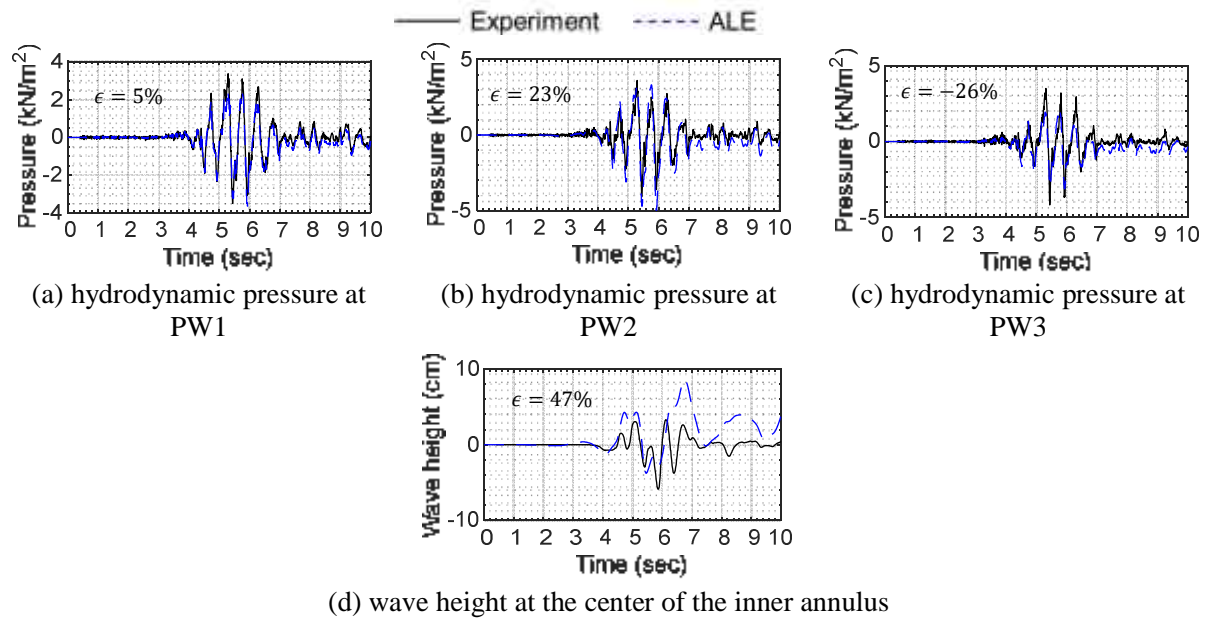 Experiment ALE
Pressure (kN/m²)
4
2
0
-2
-4
ϵ = 5%
0 1 2 3 4 5 6 7 8 9 10
Time (sec)
(a) hydrodynamic pressure at
PW1
Pressure (kN/m²)
5
0
-5
ϵ = 23%
0 1 2 3 4 5 6 7 8 9 10
Time (sec)
(b) hydrodynamic pressure at
PW2
Pressure (kN/m²)
5
0
-5
ϵ = −26%
0 1 2 3 4 5 6 7 8 9 10
Time (sec)
(c) hydrodynamic pressure at
PW3
Wave height (cm)
10
0
-10
ϵ = 47%
0 1 2 3 4 5 6 7 8 9 10
Time (sec)
(d) wave height at the center of the inner annulus